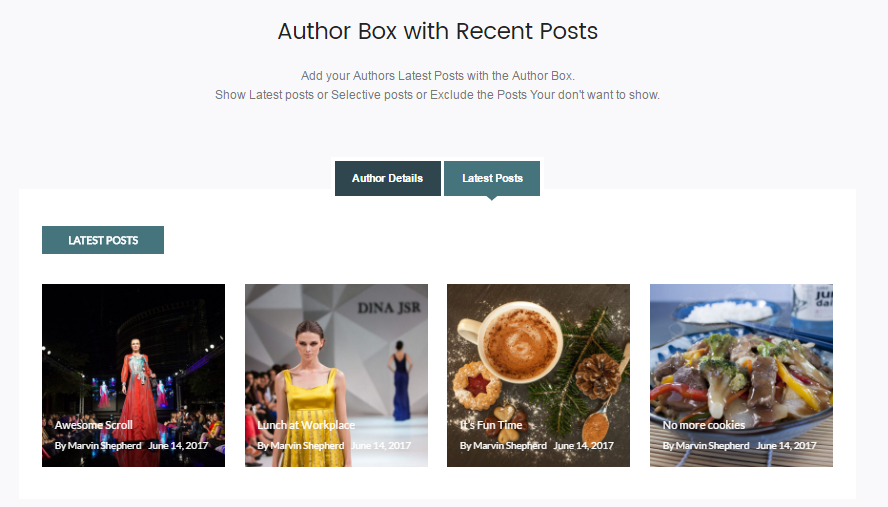 Author Box with Recent Posts
Add your Authors Latest Posts with the Author Box.
Show Latest posts or Selective posts or Exclude the Posts Your don't want to show.
Author Details
Latest Posts
LATEST POSTS
DINA JSR
Awesome Scroll
By Marvin Shepherd June 14, 2017
Lunch at Workplace
By Marvin Shepherd June 14, 2017
It's Fun Time
By Marvin Shepherd June 14, 2017
No more cookies
By Marvin Shepherd June 14, 2017